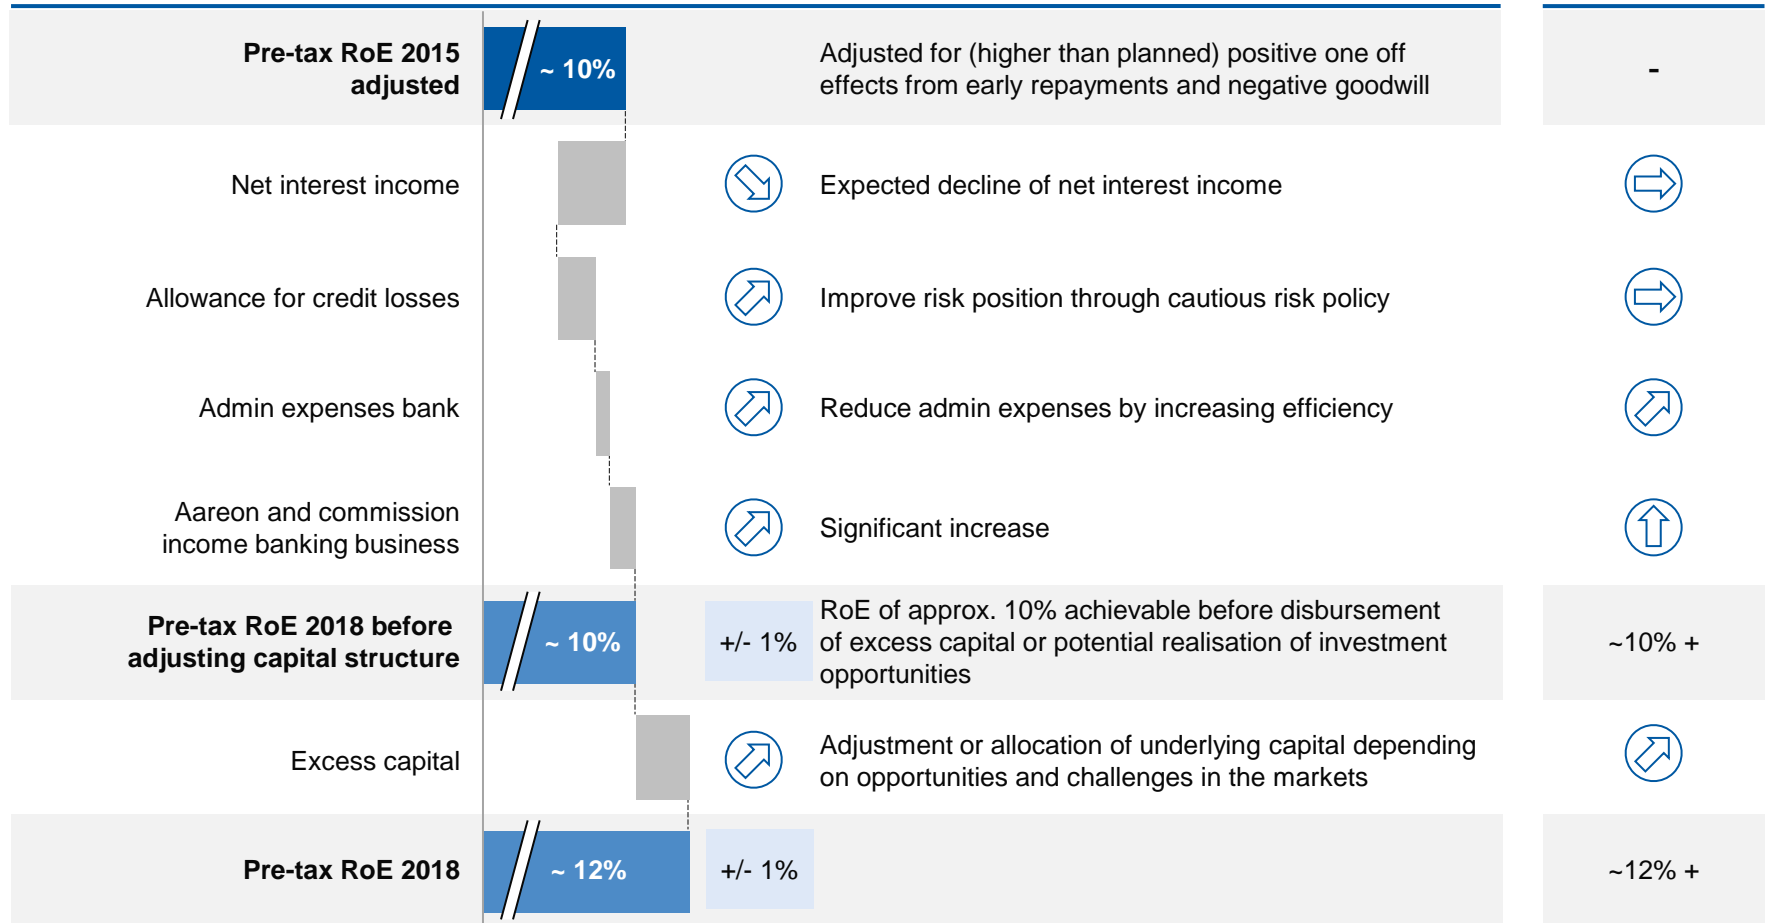 Pre-tax RoE 2015
adjusted
~ 10%
Adjusted for (higher than planned) positive one off
effects from early repayments and negative goodwill
-
Net interest income
Expected decline of net interest income
Allowance for credit losses
Improve risk position through cautious risk policy
Admin expenses bank
Reduce admin expenses by increasing efficiency
Aareon and commission
income banking business
Significant increase
Pre-tax RoE 2018 before
adjusting capital structure
~ 10%
+/- 1%
RoE of approx. 10% achievable before disbursement
of excess capital or potential realisation of investment
opportunities
~10% +
Excess capital
Adjustment or allocation of underlying capital depending
on opportunities and challenges in the markets
Pre-tax RoE 2018
~ 12%
+/- 1%
~12% +